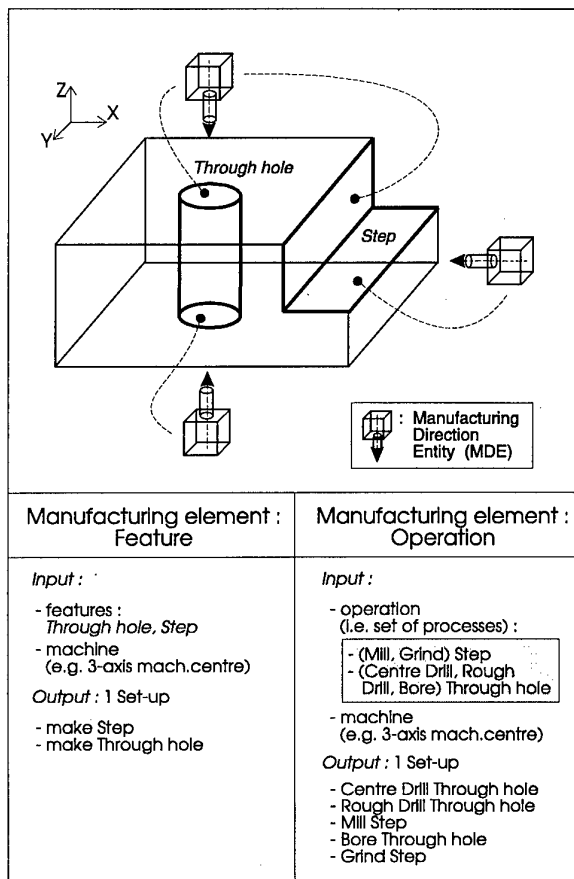 Z
X
Y
Through hole
Step
: Manufacturing
Direction
Entity (MDE)
Manufacturing element :
Feature
Input :
- features :
Through hole, Step
- machine
(e.g. 3-axis mach.centre)
Output : 1 Set-up
- make Step
- make Through hole
Manufacturing element :
Operation
Input :
- operation
(i.e. set of processes) :
- (Mill, Grind) Step
- (Centre Drill, Rough
Drill, Bore) Through hole
- machine
(e.g. 3-axis mach.centre)
Output : 1 Set-up
- Centre Drill Through hole
- Rough Drill Through hole
- Mill Step
- Bore Through hole
- Grind Step